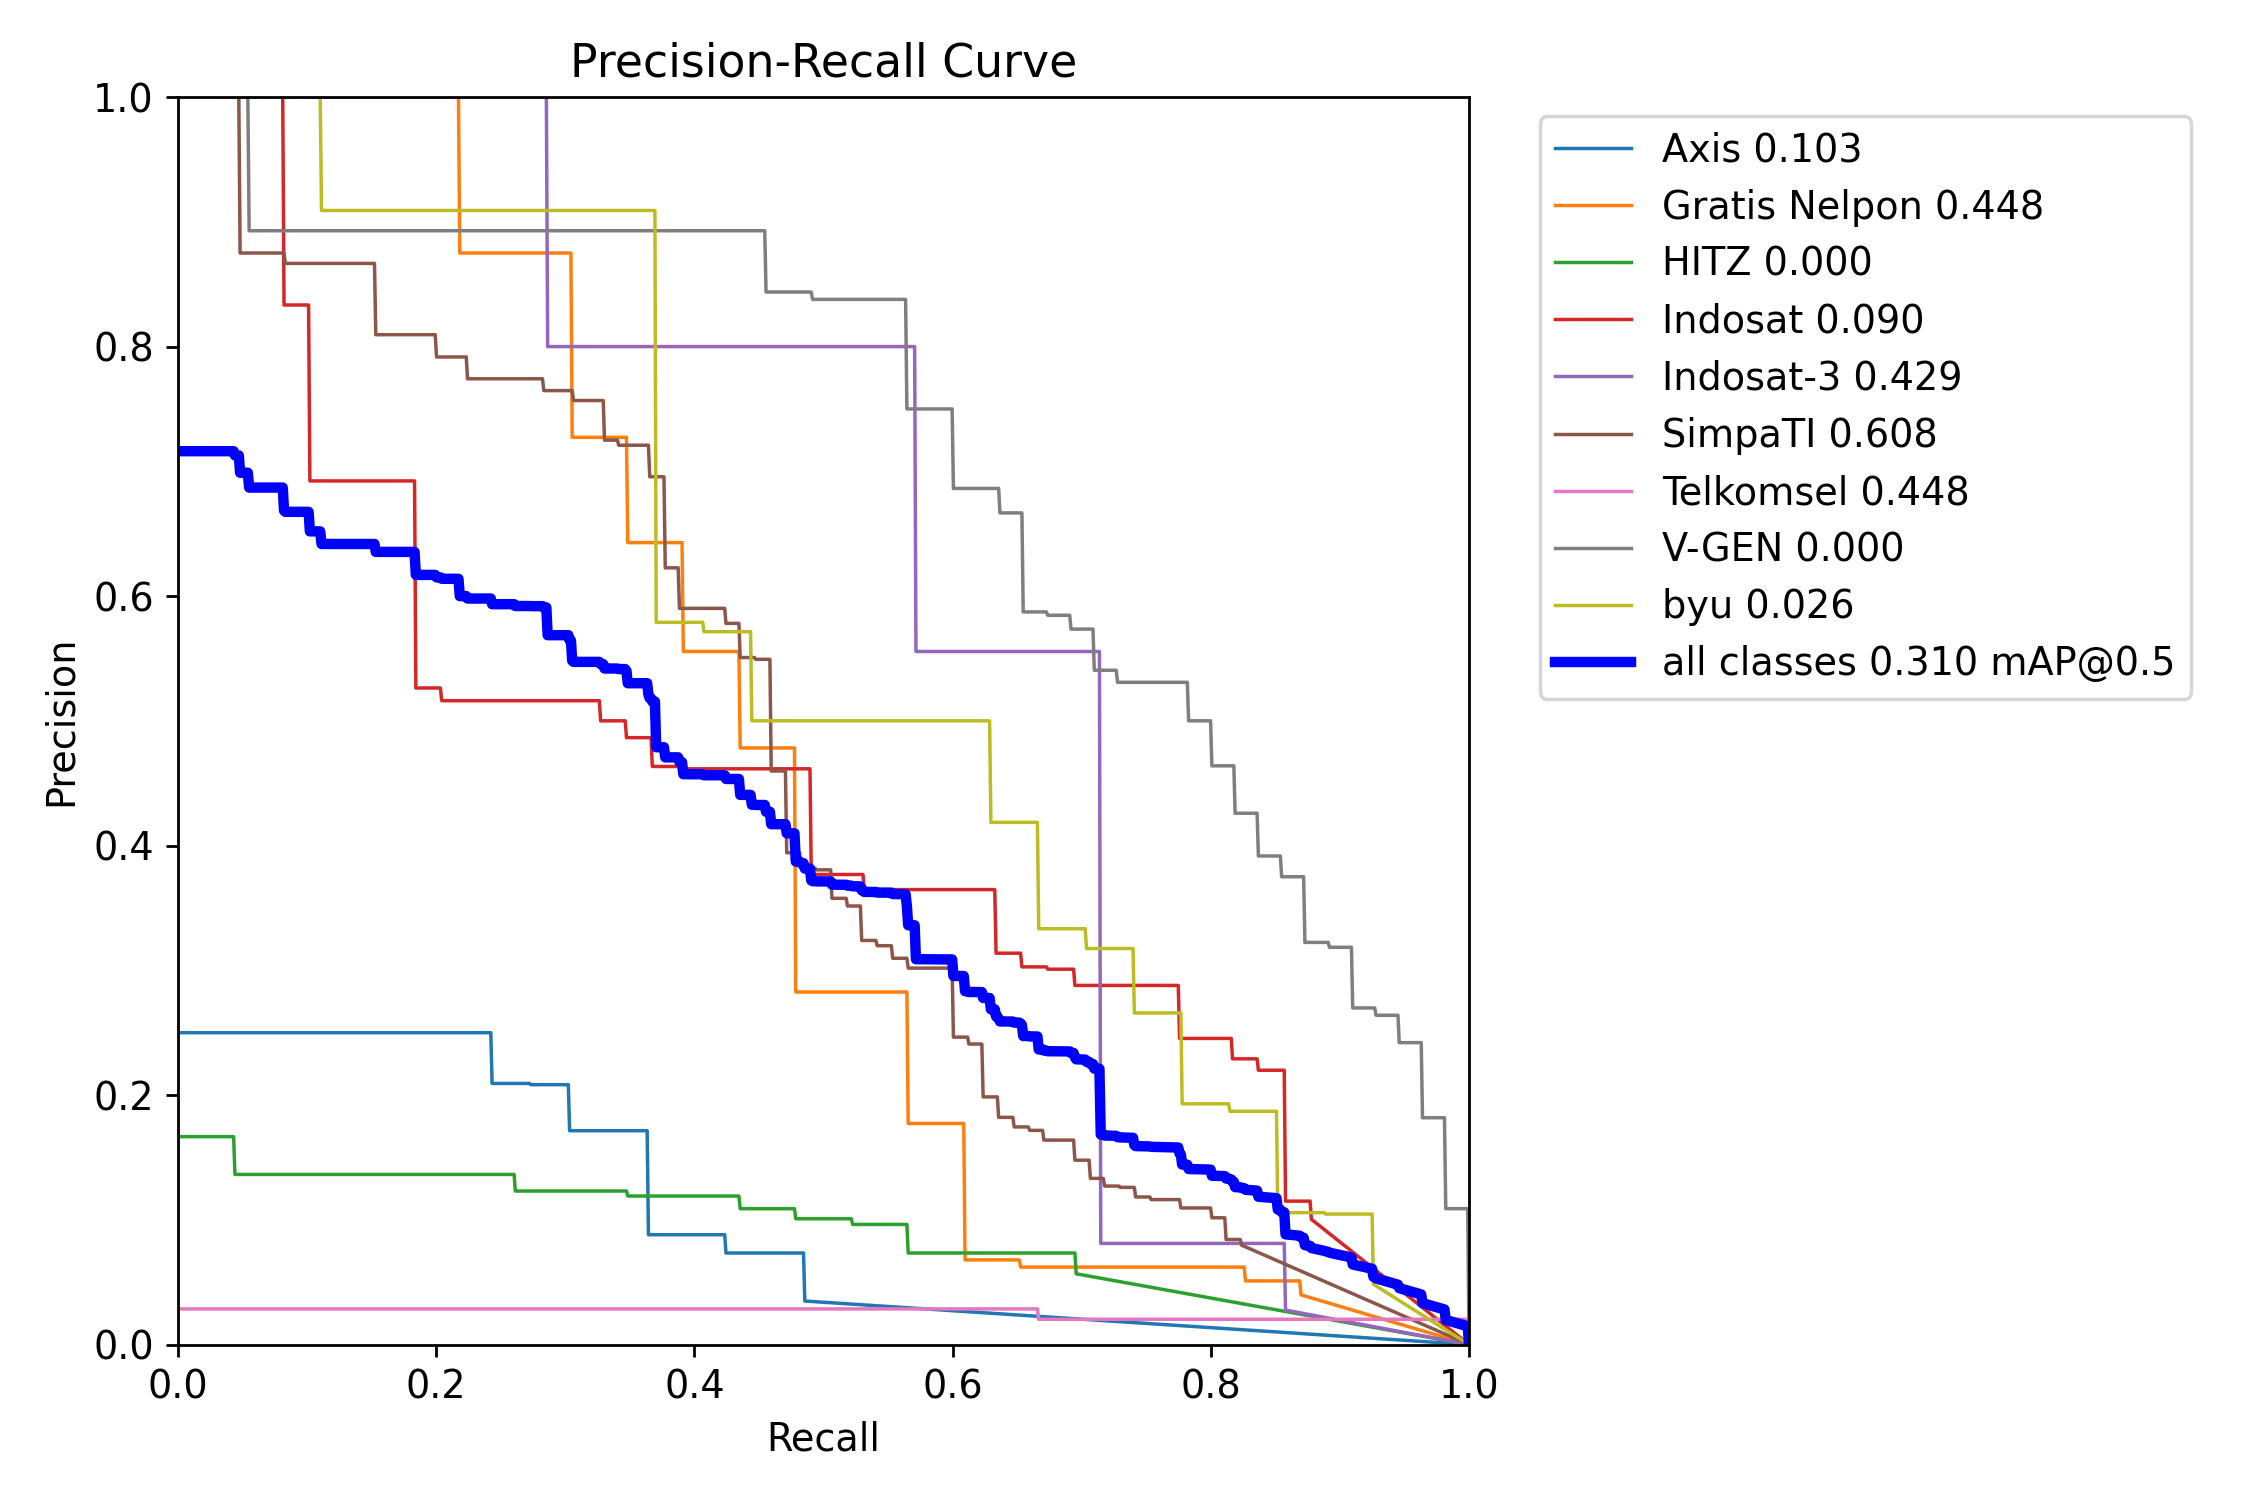 Precision-Recall Curve
1.0
0.8
0.6
0.4
0.2
0.0
Precision
0.0 0.2 0.4 0.6 0.8 1.0
Recall
Axis 0.103
Gratis Nelpon 0.448
HITZ 0.000
Indosat 0.090
Indosat-3 0.429
SimpaTI 0.608
Telkomsel 0.448
V-GEN 0.000
byu 0.026
all classes 0.310 mAP@0.5